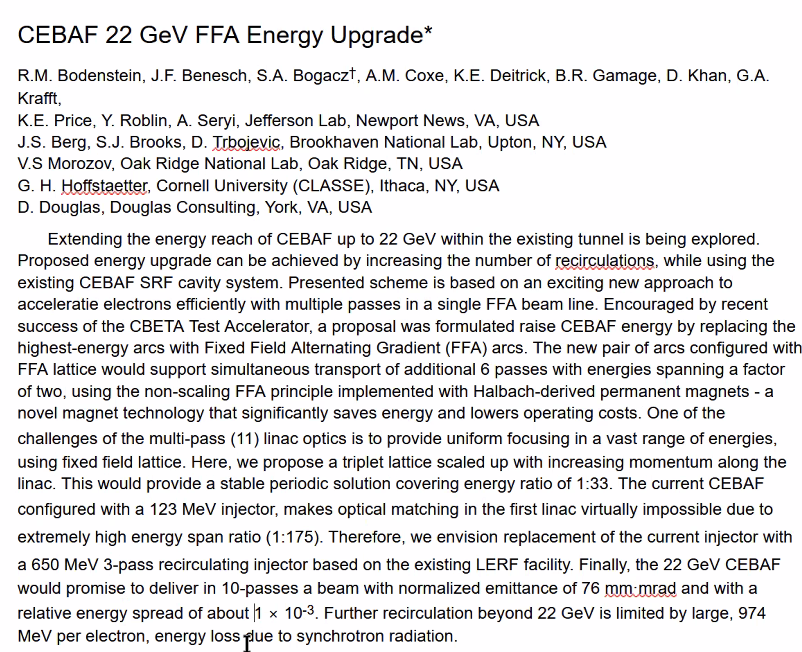 CEBAF 22 GeV FFA Energy Upgrade*
R.M. Bodenstein, J.F. Benesch, S.A. Bogacz†, A.M. Coxe, K.E. Deitrick, B.R. Gamage, D. Khan, G.A.
Krafft,
K.E. Price, Y. Roblin, A. Seryi, Jefferson Lab, Newport News, VA, USA
J.S. Berg, S.J. Brooks, D. Trbojevic, Brookhaven National Lab, Upton, NY, USA
V.S Morozov, Oak Ridge National Lab, Oak Ridge, TN, USA
G. H. Hoffstaetter, Cornell University (CLASSE), Ithaca, NY, USA
D. Douglas, Douglas Consulting, York, VA, USA
Extending the energy reach of CEBAF up to 22 GeV within the existing tunnel is being explored.
Proposed energy upgrade can be achieved by increasing the number of recirculations, while using the
existing CEBAF SRF cavity system. Presented scheme is based on an exciting new approach to
acceleratie electrons efficiently with multiple passes in a single FFA beam line. Encouraged by recent
success of the CBETA Test Accelerator, a proposal was formulated raise CEBAF energy by replacing the
highest-energy arcs with Fixed Field Alternating Gradient (FFA) arcs. The new pair of arcs configured with
FFA lattice would support simultaneous transport of additional 6 passes with energies spanning a factor
of two, using the non-scaling FFA principle implemented with Halbach-derived permanent magnets - a
novel magnet technology that significantly saves energy and lowers operating costs. One of the
challenges of the multi-pass (11) linac optics is to provide uniform focusing in a vast range of energies,
using fixed field lattice. Here, we propose a triplet lattice scaled up with increasing momentum along the
linac. This would provide a stable periodic solution covering energy ratio of 1:33. The current CEBAF
configured with a 123 MeV injector, makes optical matching in the first linac virtually impossible due to
extremely high energy span ratio (1:175). Therefore, we envision replacement of the current injector with
a 650 MeV 3-pass recirculating injector based on the existing LERF facility. Finally, the 22 GeV CEBAF
would promise to deliver in 10-passes a beam with normalized emittance of 76 mm·mrad and with a
relative energy spread of about 1 × 10⁻³. Further recirculation beyond 22 GeV is limited by large, 974
MeV per electron, energy loss due to synchrotron radiation.